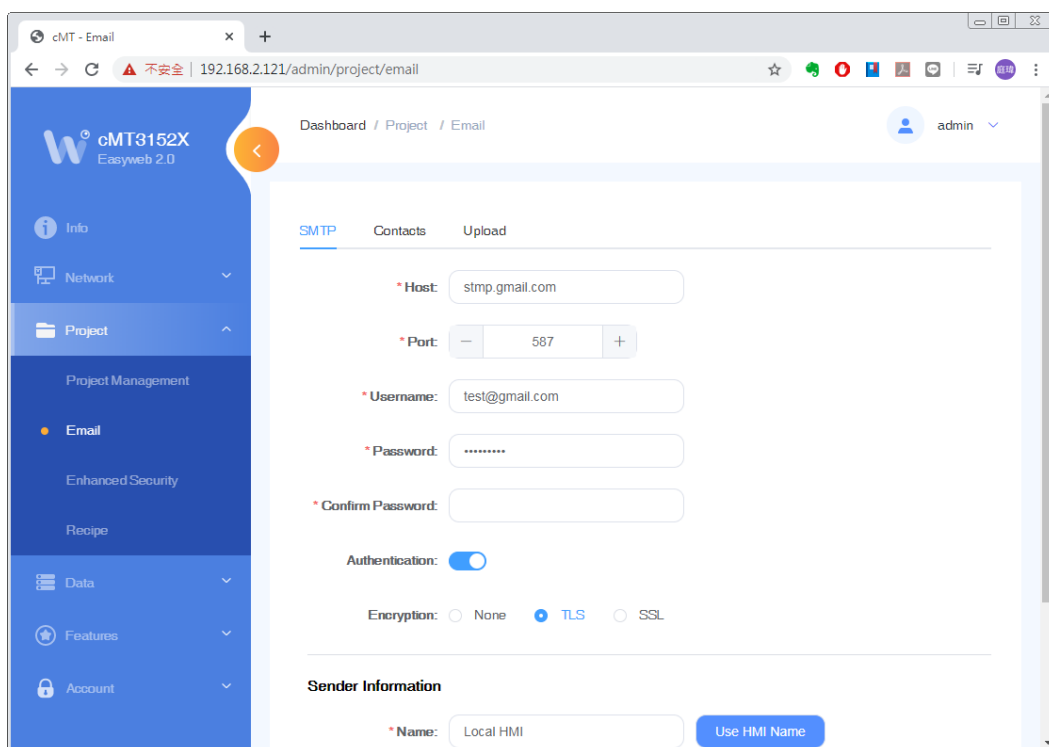 cMT - Email
不安全 | 192.168.2.121/admin/project/email
cMT3152X
Easyweb 2.0
Dashboard / Project / Email
admin
Info
Network
Project
Project Management
Email
Enhanced Security
Recipe
Data
Features
Account
SMTP Contacts Upload
* Host: stmp.gmail.com
* Port: − 587 +
* Username: test@gmail.com
* Password: •••••••••
* Confirm Password:
Authentication:
Encryption: None TLS SSL
Sender Information
* Name: Local HMI Use HMI Name